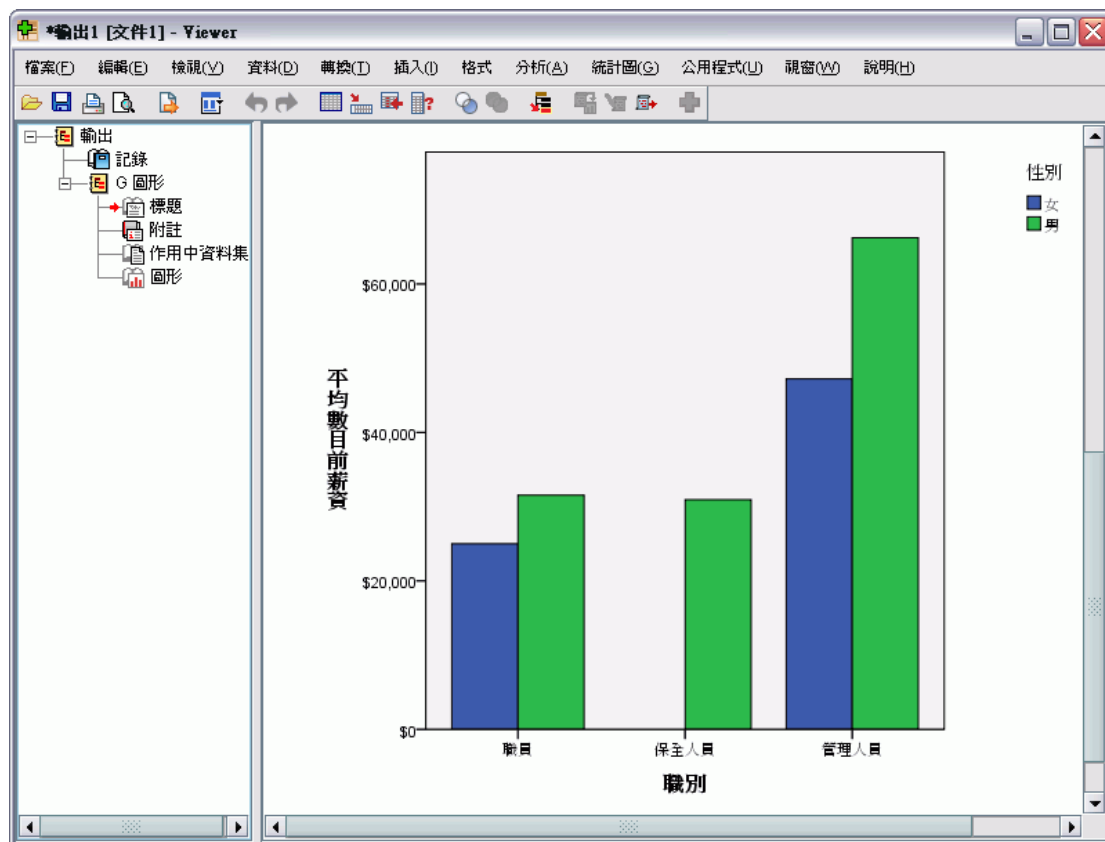 *輸出1 [文件1] - Viewer
檔案(F) 編輯(E) 檢視(V) 資料(D) 轉換(T) 插入(I) 格式 分析(A) 統計圖(G) 公用程式(U) 視窗(W) 說明(H)
輸出
記錄
G 圖形
標題
附註
作用中資料集
圖形
性別
女
男
平均數目前薪資
$60,000
$40,000
$20,000
$0
職員 保全人員 管理人員
職別